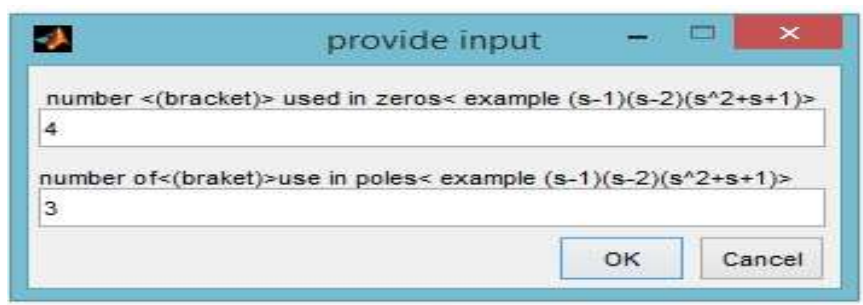 provide input
number <(bracket)> used in zeros< example (s-1)(s-2)(s^2+s+1)>
4
number of<(braket)>use in poles< example (s-1)(s-2)(s^2+s+1)>
3
OK Cancel